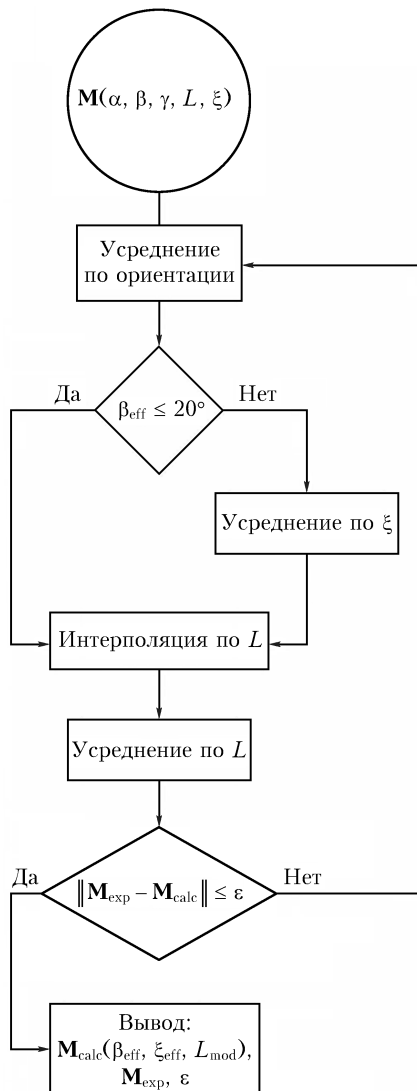 M(α, β, γ, L, ξ)
Усреднение
по ориентации
Да
β_eff ≤ 20°
Нет
Усреднение по ξ
Интерполяция по L
Усреднение по L
Да
‖M_exp – M_calc‖ ≤ ε
Нет
Вывод:
M_calc(β_eff, ξ_eff, L_mod),
M_exp, ε